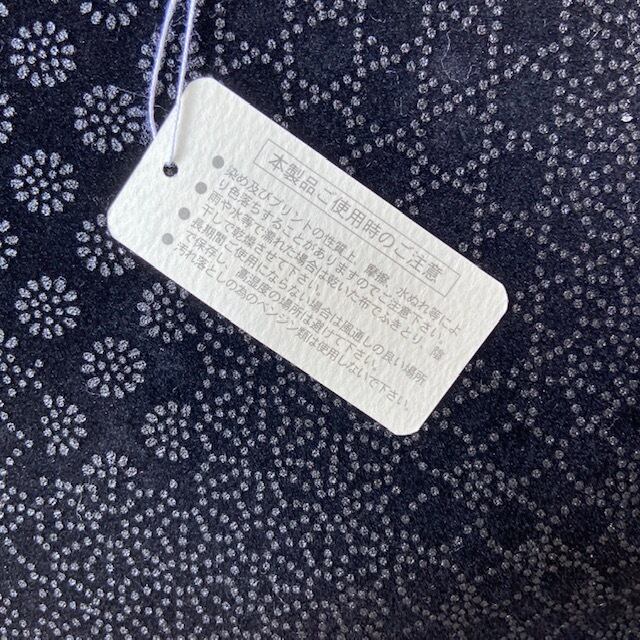 本製品ご使用時のご注意
● 染め及びプリントの性質上、摩擦、水ぬれ等によ
り色落ちすることがありますのでご注意下さい。
● 雨や水等で濡れた場合は乾いた布でふきとり、陰
干しして乾燥させて下さい。
● 長期間ご使用にならない場合は風通しの良い場所
に保存し、高湿度の場所は避けて下さい。
● 汚れ落としの為のベンジン類は使用しないで下さい。